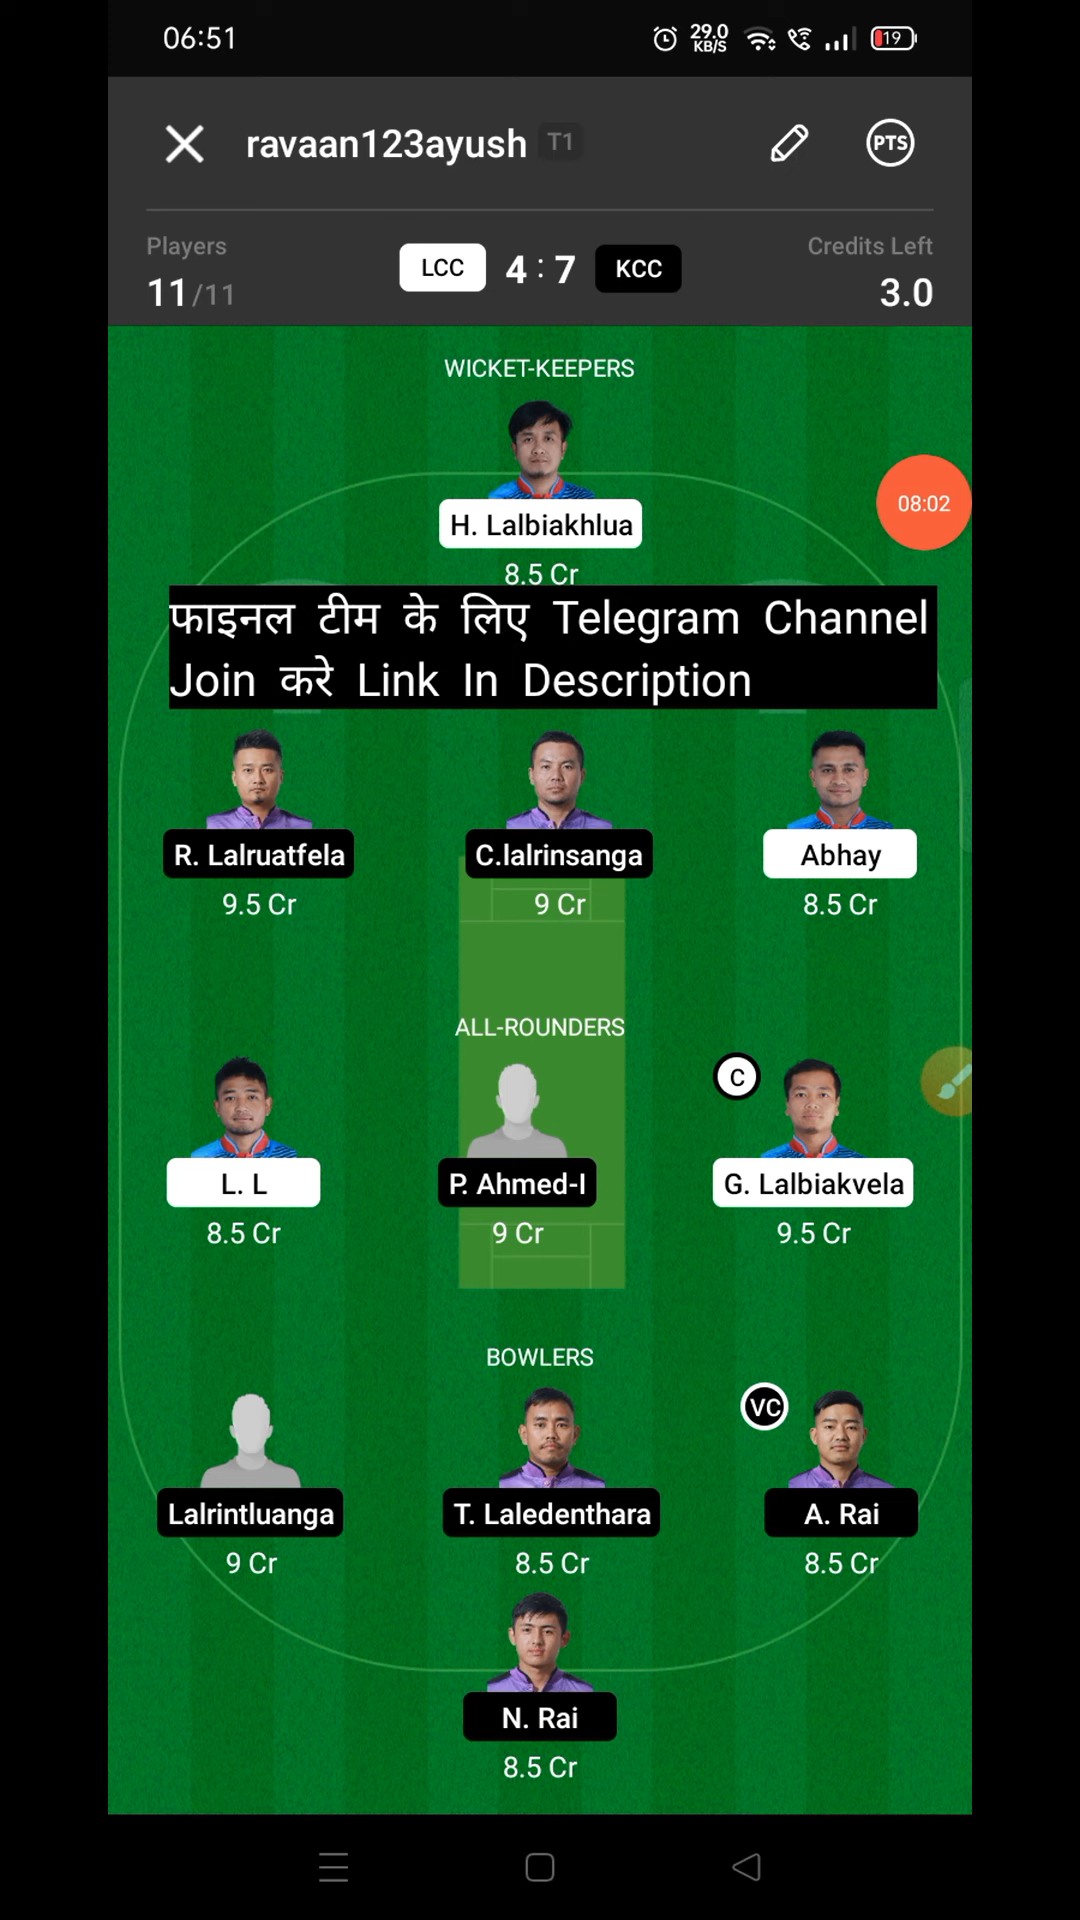 06:51
29.0
KB/S
19
ravaan123ayush T1
PTS
Players
Credits Left
LCC 4 : 7 KCC
11/11
3.0
WICKET-KEEPERS
08:02
H. Lalbiakhlua
8.5 Cr
फाइनल टीम के लिए Telegram Channel
Join करे Link In Description
R. Lalruatfela C.lalrinsanga Abhay
9.5 Cr 9 Cr 8.5 Cr
ALL-ROUNDERS
C
L. L P. Ahmed-I G. Lalbiakvela
8.5 Cr 9 Cr 9.5 Cr
BOWLERS
VC
Lalrintluanga T. Laledenthara A. Rai
9 Cr 8.5 Cr 8.5 Cr
N. Rai
8.5 Cr